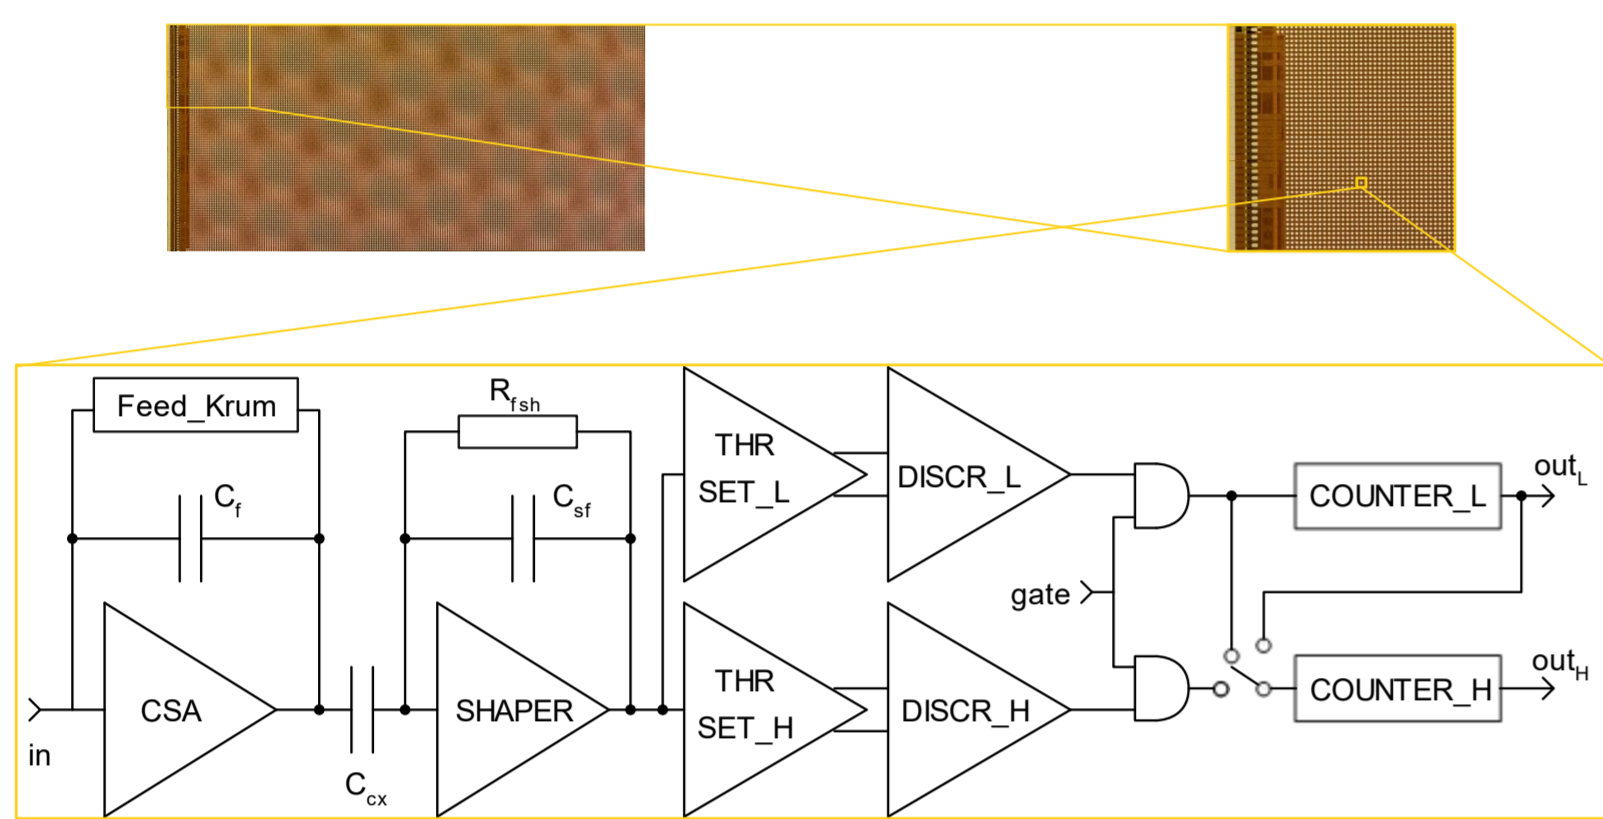 Feed_Krum
R_fsh
C_f
C_sf
THR
SET_L
DISCR_L
COUNTER_L
out_L
gate
in
CSA
C_cx
SHAPER
THR
SET_H
DISCR_H
COUNTER_H
out_H